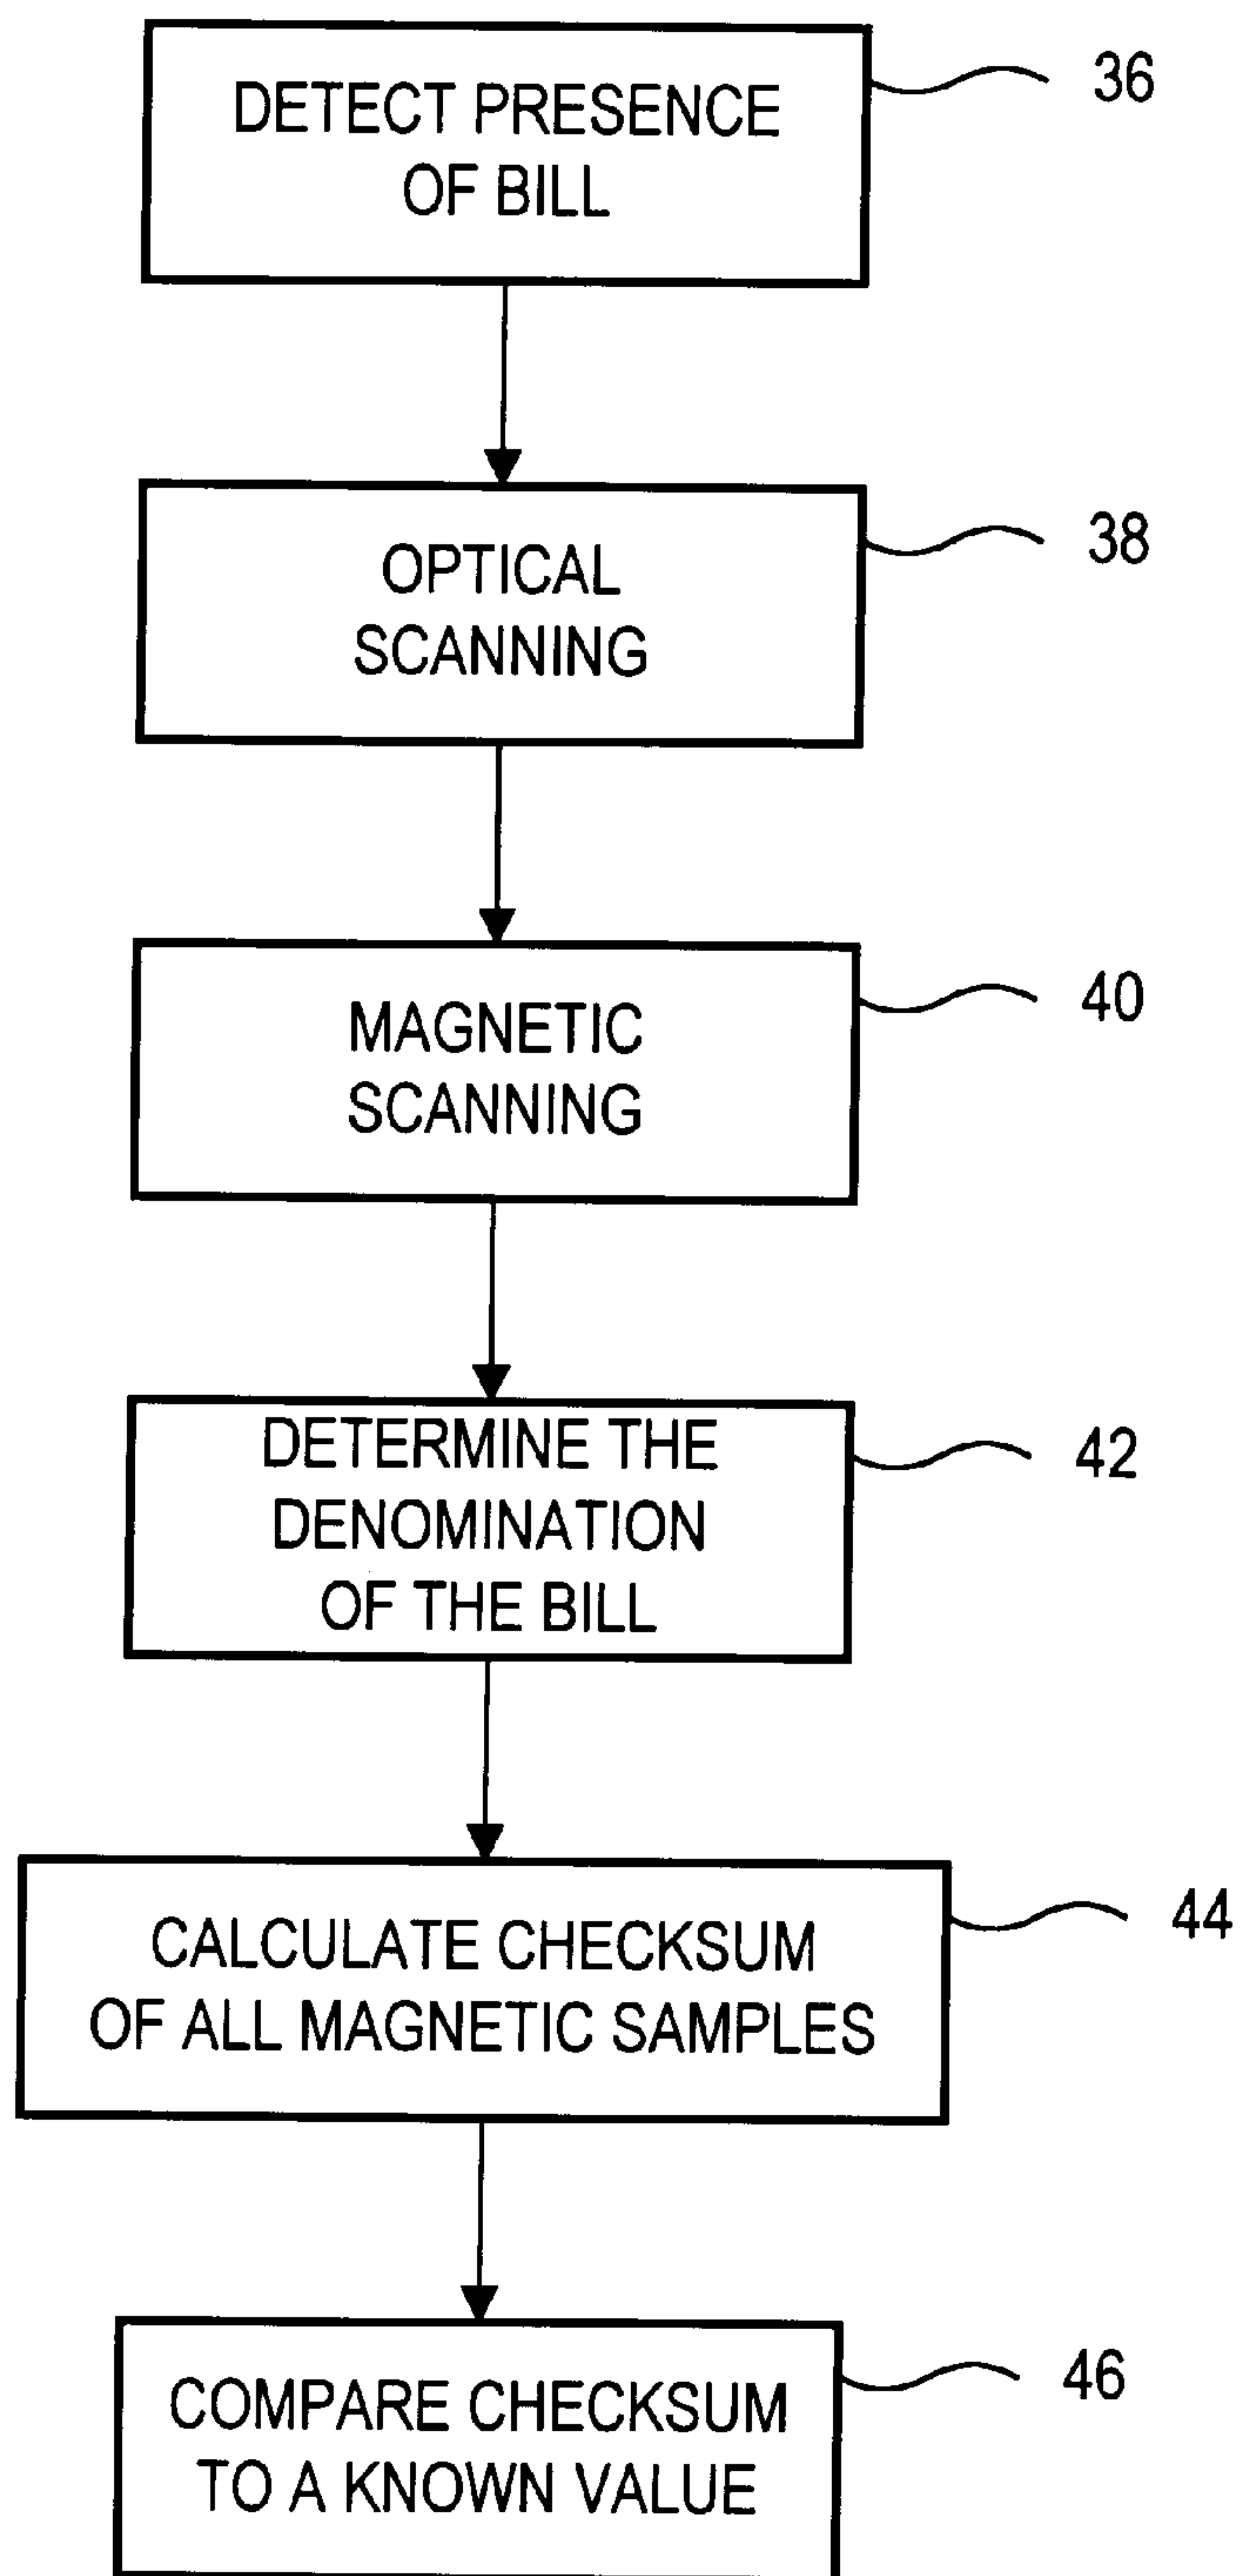 DETECT PRESENCE
OF BILL
36
OPTICAL
SCANNING
38
MAGNETIC
SCANNING
40
DETERMINE THE
DENOMINATION
OF THE BILL
42
CALCULATE CHECKSUM
OF ALL MAGNETIC SAMPLES
44
COMPARE CHECKSUM
TO A KNOWN VALUE
46